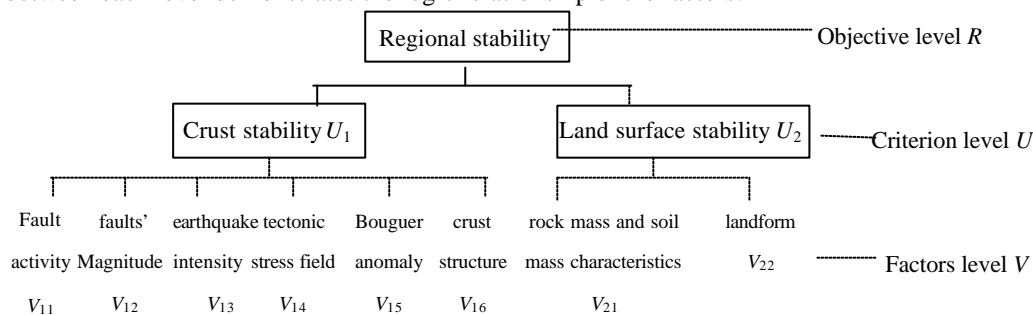 Regional stability
Objective level R
Crust stability U1
Land surface stability U2
Criterion level U
Fault activity V11
faults' Magnitude V12
earthquake intensity V13
tectonic stress field V14
Bouguer anomaly V15
crust structure V16
rock mass and soil mass characteristics V21
landform V22
Factors level V